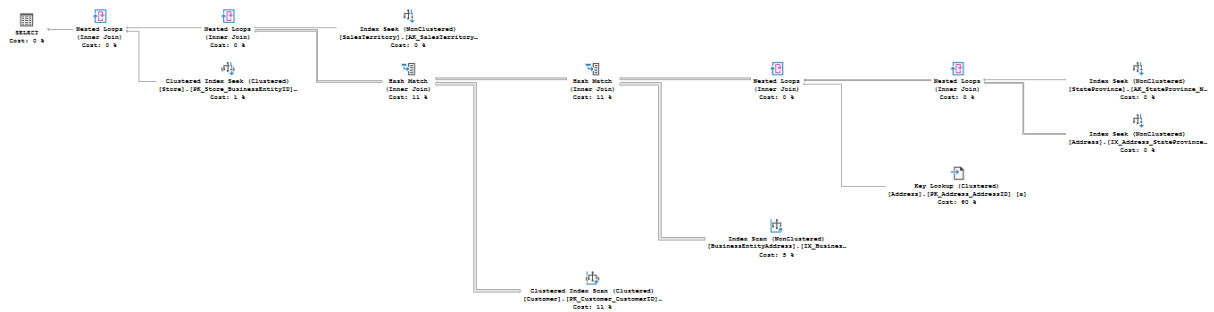 SELECT
Cost: 0 %
Nested Loops
(Inner Join)
Cost: 0 %
Nested Loops
(Inner Join)
Cost: 0 %
Index Seek (NonClustered)
[SalesTerritory].[AK_SalesTerritory…
Cost: 0 %
Clustered Index Seek (Clustered)
[Store].[PK_Store_BusinessEntityID]…
Cost: 1 %
Hash Match
(Inner Join)
Cost: 11 %
Hash Match
(Inner Join)
Cost: 11 %
Nested Loops
(Inner Join)
Cost: 0 %
Nested Loops
(Inner Join)
Cost: 0 %
Index Seek (NonClustered)
[StateProvince].[AK_StateProvince_N…
Cost: 0 %
Index Seek (NonClustered)
[Address].[IX_Address_StateProvince…
Cost: 0 %
Key Lookup (Clustered)
[Address].[PK_Address_AddressID] [a]
Cost: 60 %
Index Scan (NonClustered)
[BusinessEntityAddress].[IX_Busines…
Cost: 5 %
Clustered Index Scan (Clustered)
[Customer].[PK_Customer_CustomerID]…
Cost: 11 %